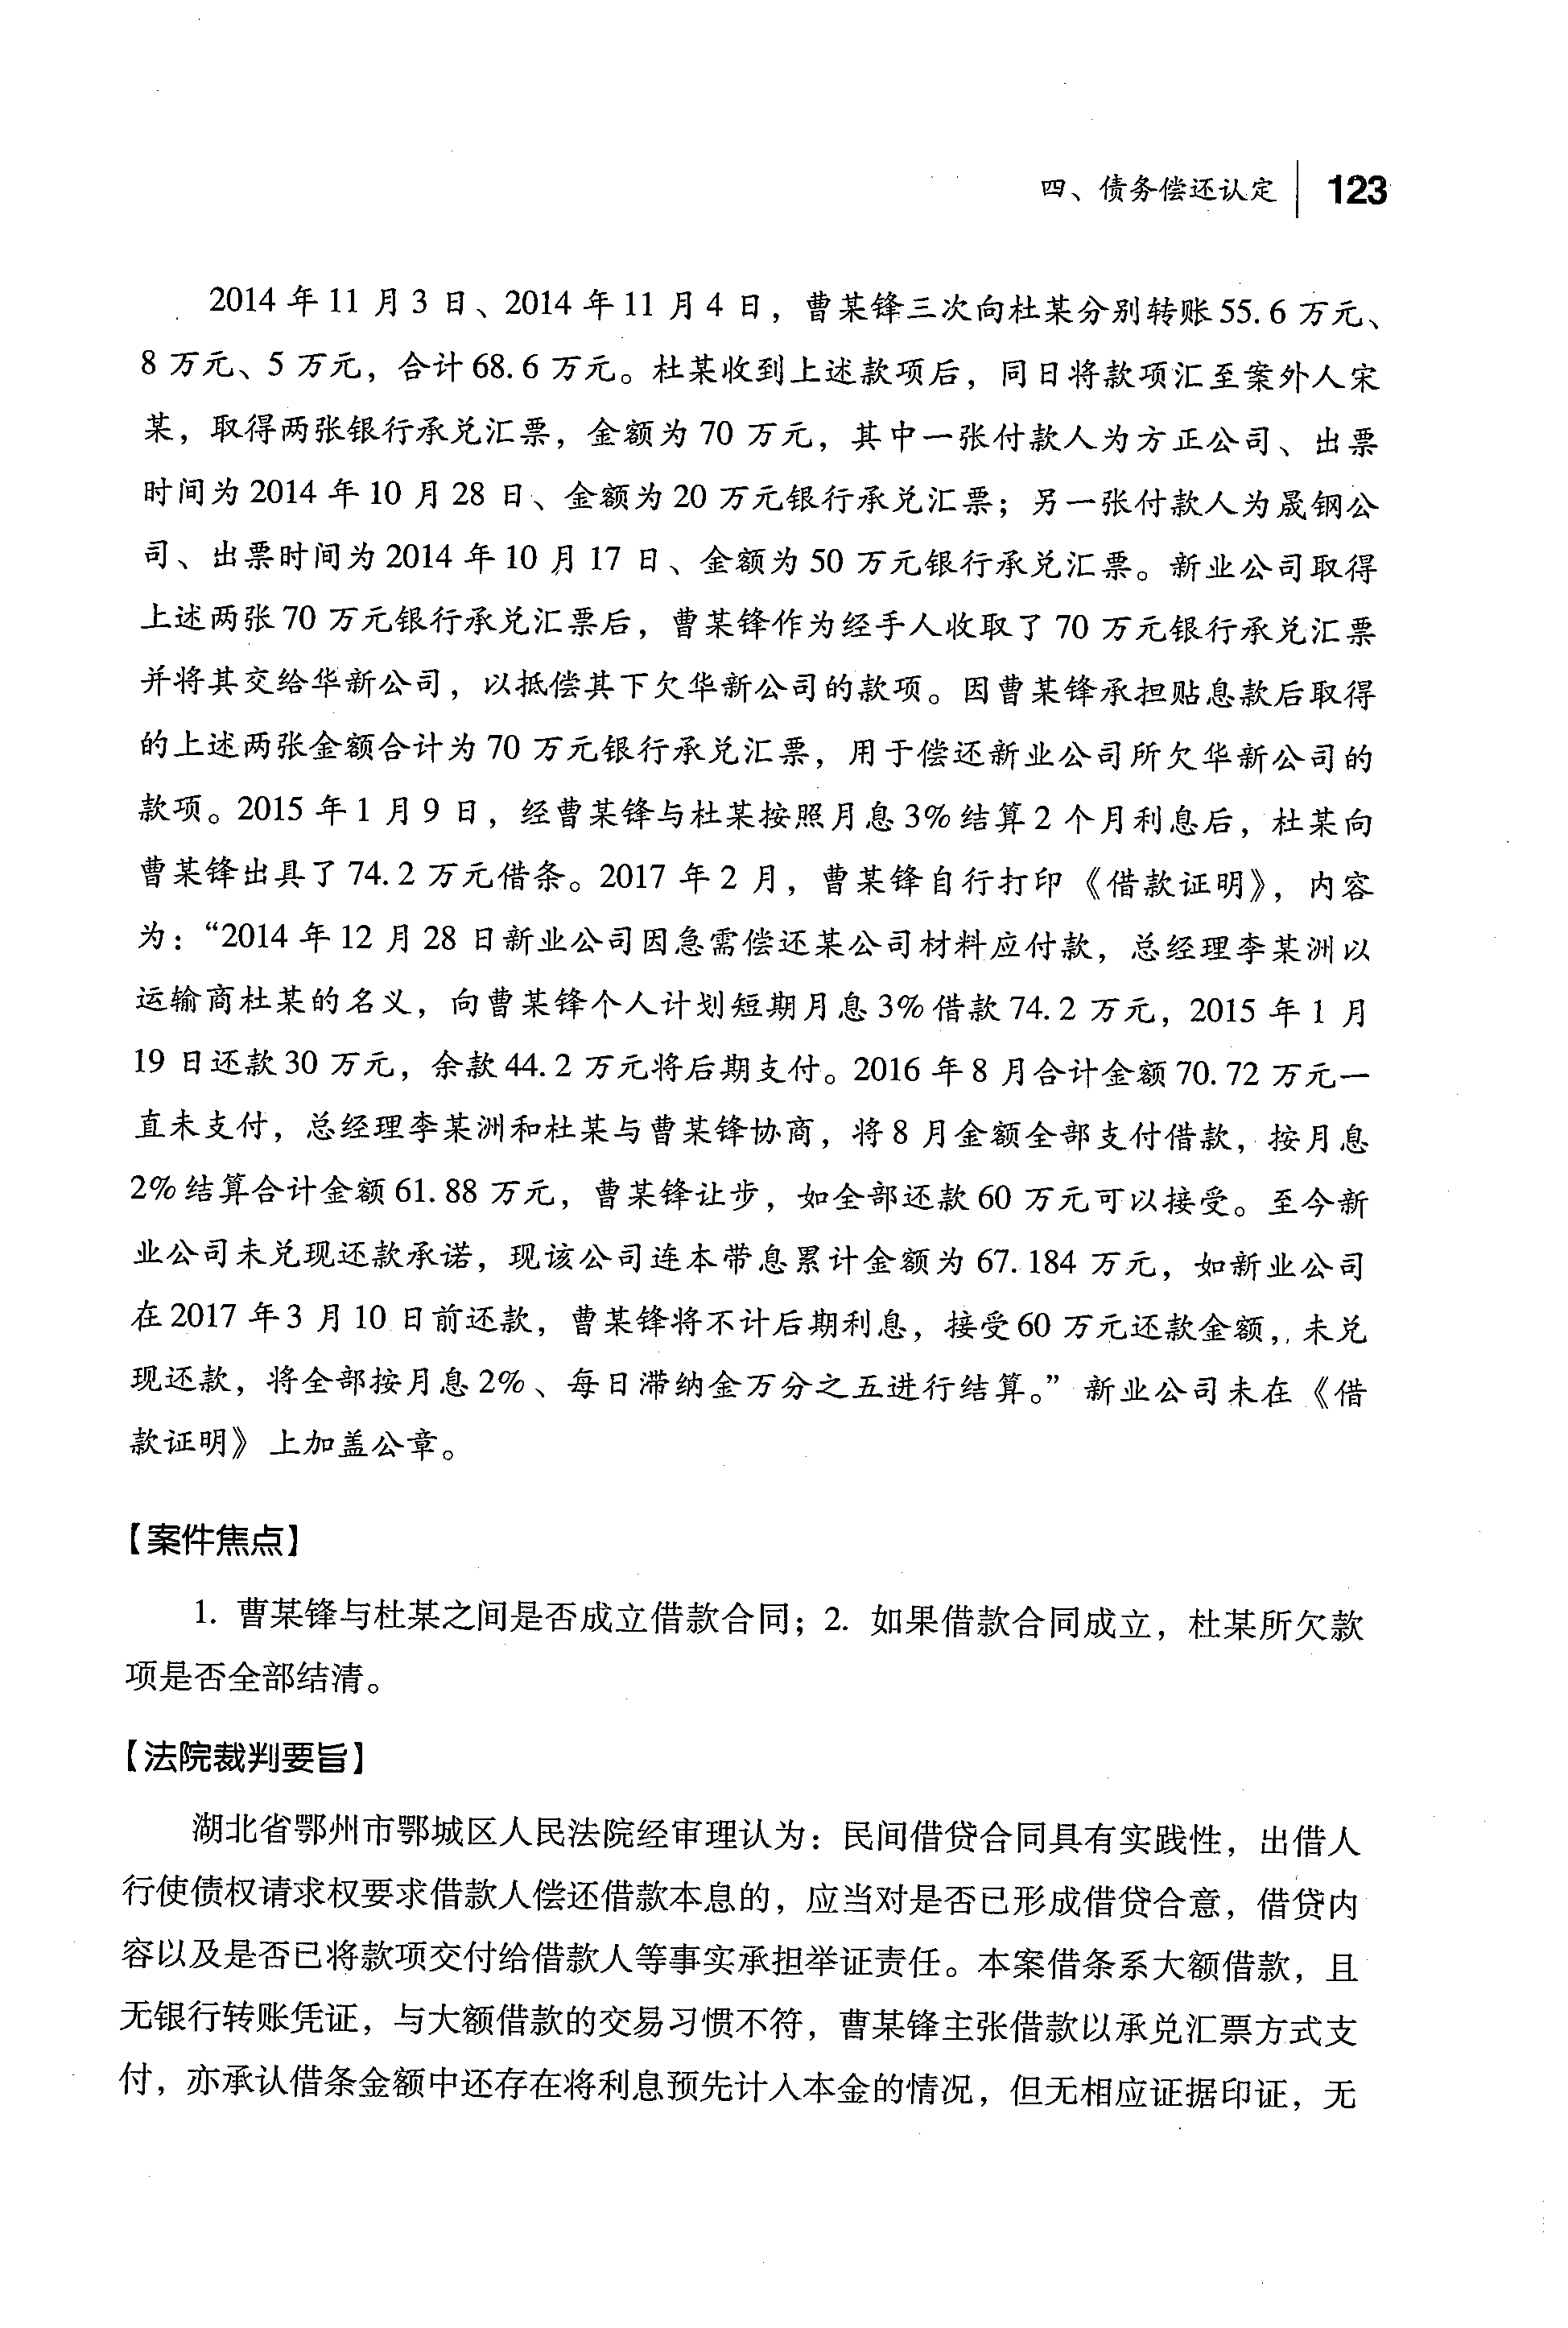 四、债务偿还认定 123
2014年11月3日、2014年11月4日，曹某锋三次向杜某分别转账55.6万元、
8万元、5万元，合计68.6万元。杜某收到上述款项后，同日将款项汇至案外人宋
某，取得两张银行承兑汇票，金额为70万元，其中一张付款人为方正公司、出票
时间为2014年10月28日、金额为20万元银行承兑汇票；另一张付款人为晟钢公
司、出票时间为2014年10月17日、金额为50万元银行承兑汇票。新业公司取得
上述两张70万元银行承兑汇票后，曹某锋作为经手人收取了70万元银行承兑汇票
并将其交给华新公司，以抵偿其下欠华新公司的款项。因曹某锋承担贴息款后取得
的上述两张金额合计为70万元银行承兑汇票，用于偿还新业公司所欠华新公司的
款项。2015年1月9日，经曹某锋与杜某按照月息3%结算2个月利息后，杜某向
曹某锋出具了74.2万元借条。2017年2月，曹某锋自行打印《借款证明》，内容
为：“2014年12月28日新业公司因急需偿还某公司材料应付款，总经理李某洲以
运输商杜某的名义，向曹某锋个人计划短期月息3%借款74.2万元，2015年1月
19日还款30万元，余款44.2万元将后期支付。2016年8月合计金额70.72万元一
直未支付，总经理李某洲和杜某与曹某锋协商，将8月金额全部支付借款，按月息
2%结算合计金额61.88万元，曹某锋让步，如全部还款60万元可以接受。至今新
业公司未兑现还款承诺，现该公司连本带息累计金额为67.184万元，如新业公司
在2017年3月10日前还款，曹某锋将不计后期利息，接受60万元还款金额，未兑
现还款，将全部按月息2%、每日滞纳金万分之五进行结算。”新业公司未在《借
款证明》上加盖公章。
【案件焦点】
1. 曹某锋与杜某之间是否成立借款合同；2. 如果借款合同成立，杜某所欠款
项是否全部结清。
【法院裁判要旨】
湖北省鄂州市鄂城区人民法院经审理认为：民间借贷合同具有实践性，出借人
行使债权请求权要求借款人偿还借款本息的，应当对是否已形成借贷合意，借贷内
容以及是否已将款项交付给借款人等事实承担举证责任。本案借条系大额借款，且
无银行转账凭证，与大额借款的交易习惯不符，曹某锋主张借款以承兑汇票方式支
付，亦承认借条金额中还存在将利息预先计入本金的情况，但无相应证据印证，无